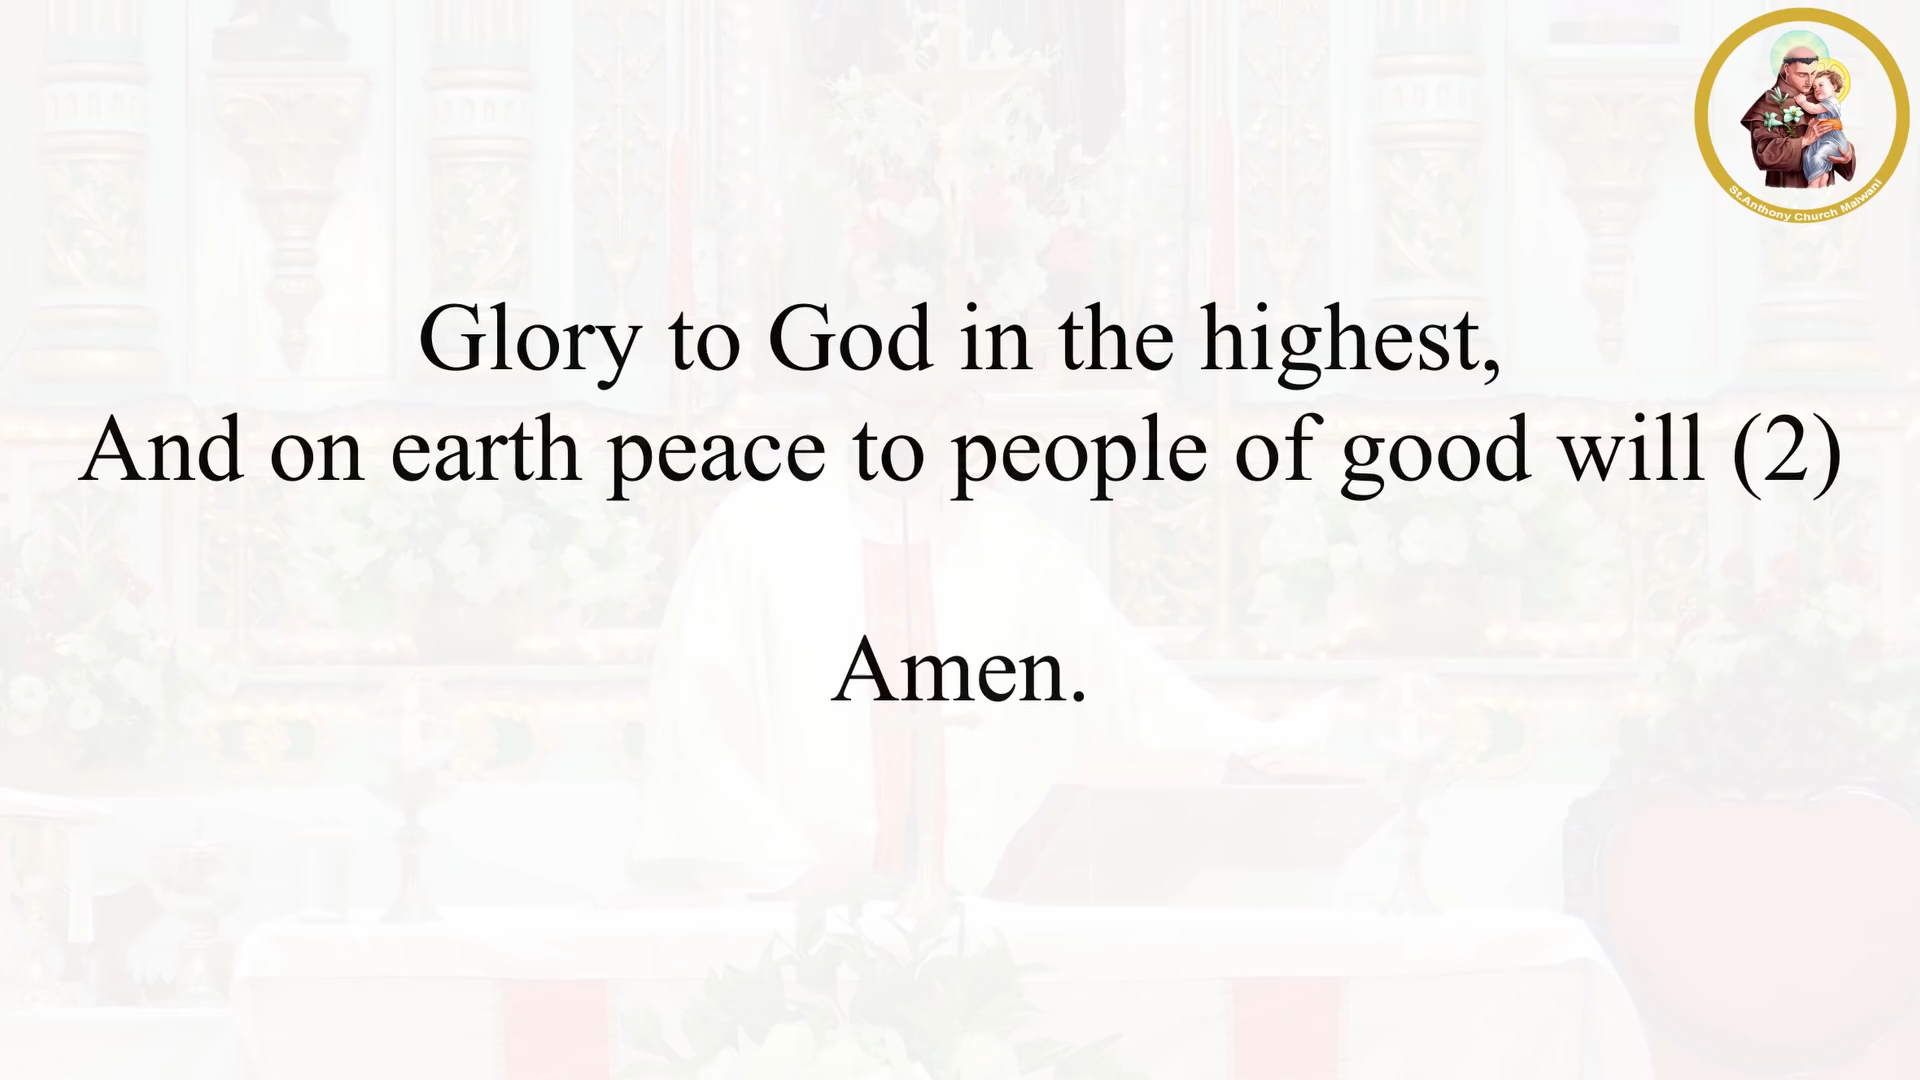 St.Anthony Church Malwani
Glory to God in the highest,
And on earth peace to people of good will (2)
Amen.